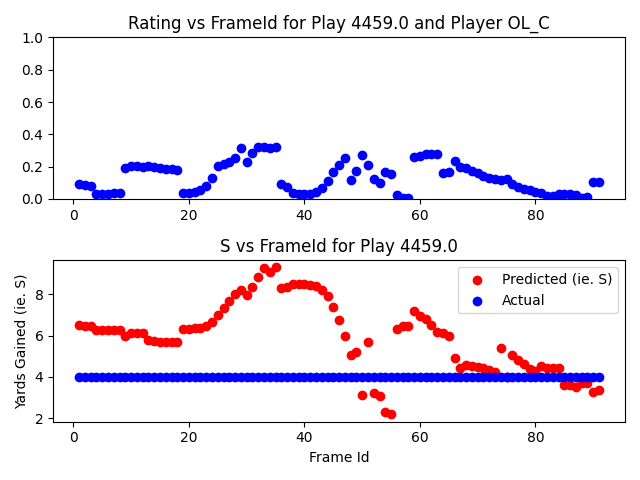 Rating vs FrameId for Play 4459.0 and Player OL_C
1.0
0.8
0.6
0.4
0.2
0.0
0 20 40 60 80
S vs FrameId for Play 4459.0
Yards Gained (ie. S)
8
6
4
2
Predicted (ie. S)
Actual
0 20 40 60 80
Frame Id